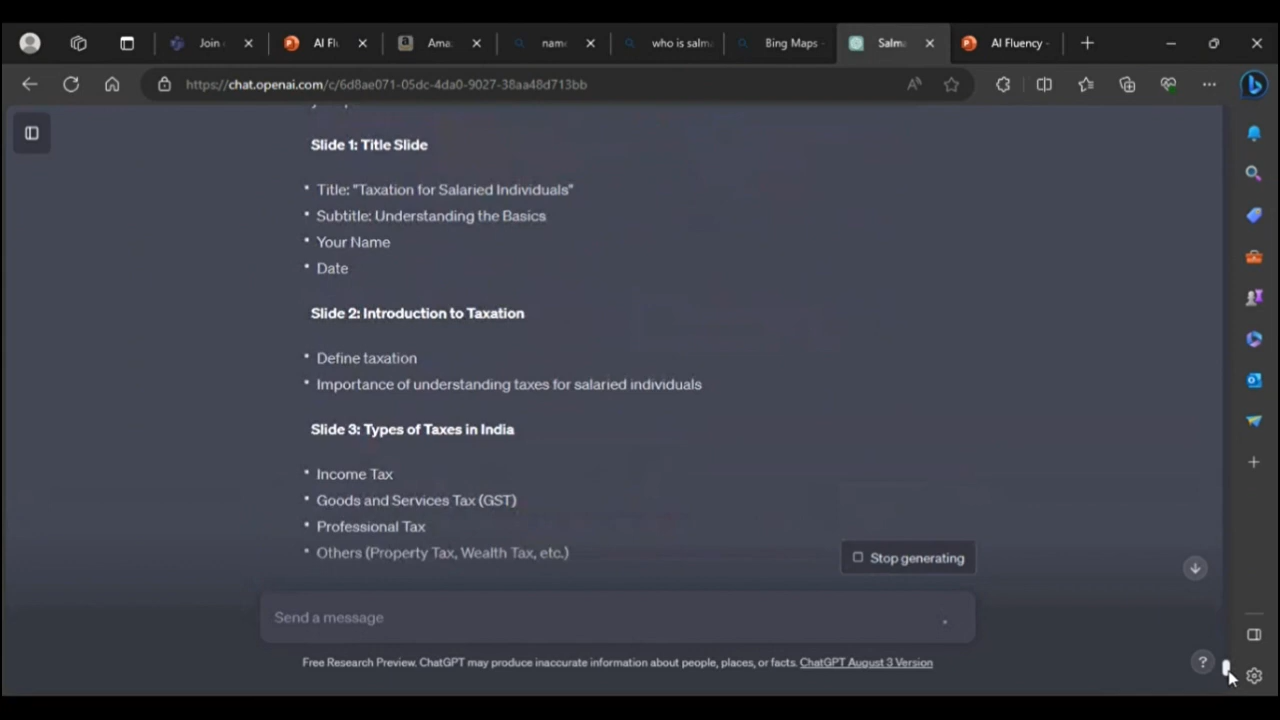 Join
AI Fl
Ama
nam
who is salm
Bing Maps
Salm
AI Fluency
https://chat.openai.com/c/6d8ae071-05dc-4da0-9027-38aa48d713bb
Slide 1: Title Slide
• Title: "Taxation for Salaried Individuals"
• Subtitle: Understanding the Basics
• Your Name
• Date
Slide 2: Introduction to Taxation
• Define taxation
• Importance of understanding taxes for salaried individuals
Slide 3: Types of Taxes in India
• Income Tax
• Goods and Services Tax (GST)
• Professional Tax
• Others (Property Tax, Wealth Tax, etc.)
Stop generating
Send a message
Free Research Preview. ChatGPT may produce inaccurate information about people, places, or facts. ChatGPT August 3 Version